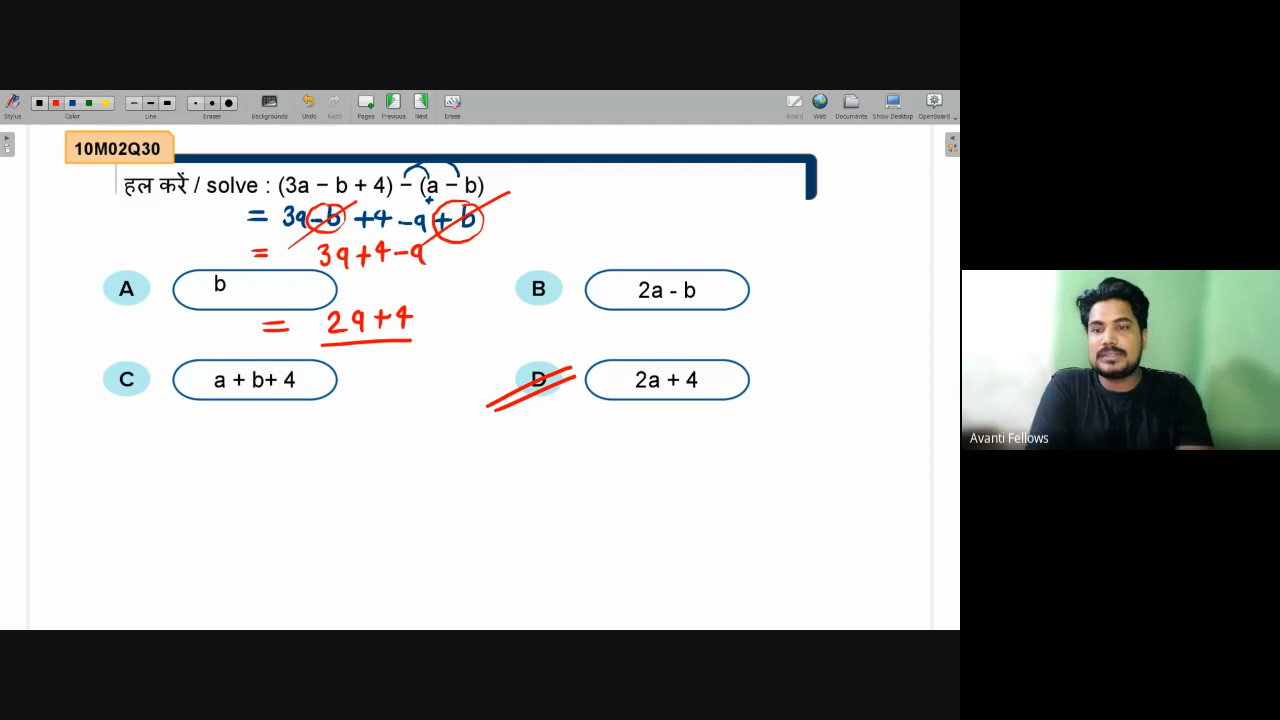 Stylus
Color
Line
Eraser
Backgrounds
Undo
Redo
Pages
Previous
Next
Erase
Board
Web
Documents
Show Desktop
OpenBoard
10M02Q30
हल करें / solve : (3a − b + 4) − (a − b)
= 3a - b + 4 - a + b
= 3a + 4 - a
A b
B 2a - b
= 2a + 4
C a + b+ 4
D 2a + 4
Avanti Fellows